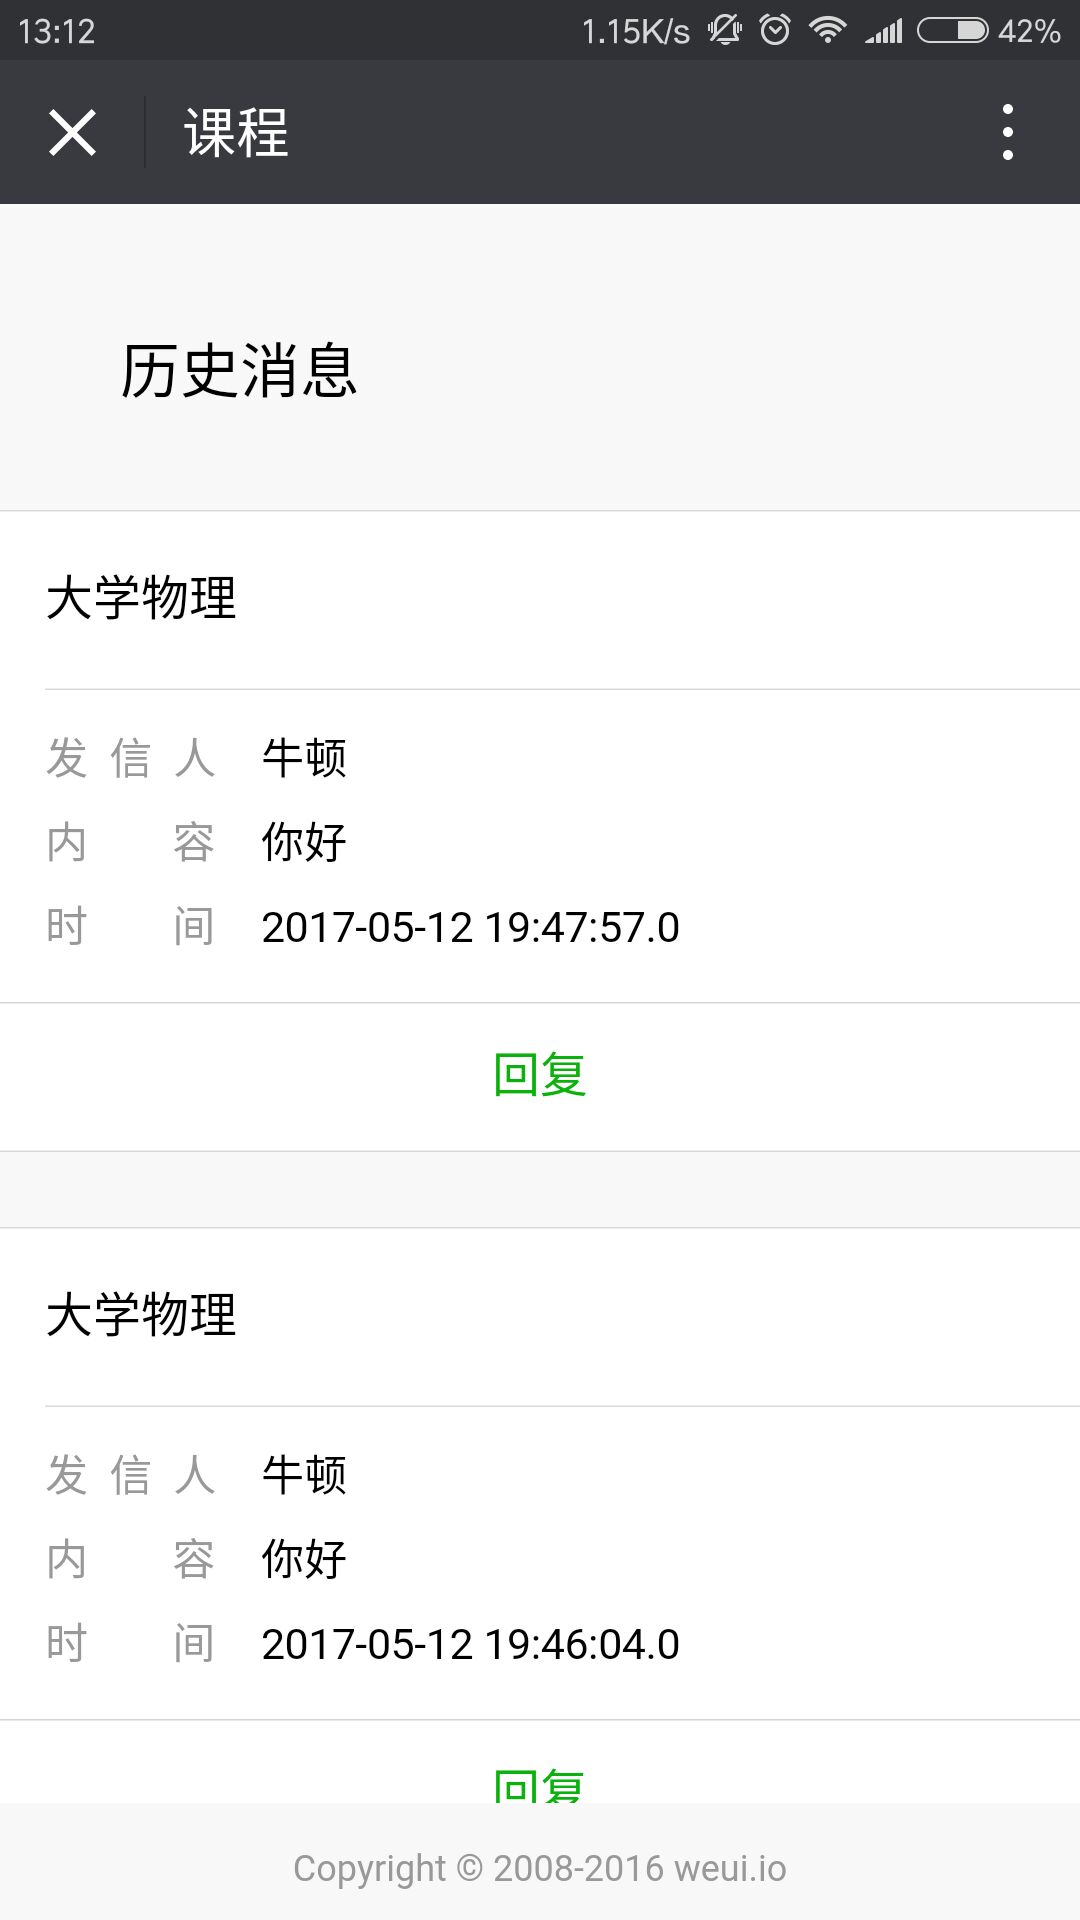 13:12 1.15K/s 42%
课程
历史消息
大学物理
发信人 牛顿
内容 你好
时间 2017-05-12 19:47:57.0
回复
大学物理
发信人 牛顿
内容 你好
时间 2017-05-12 19:46:04.0
回复
Copyright © 2008-2016 weui.io